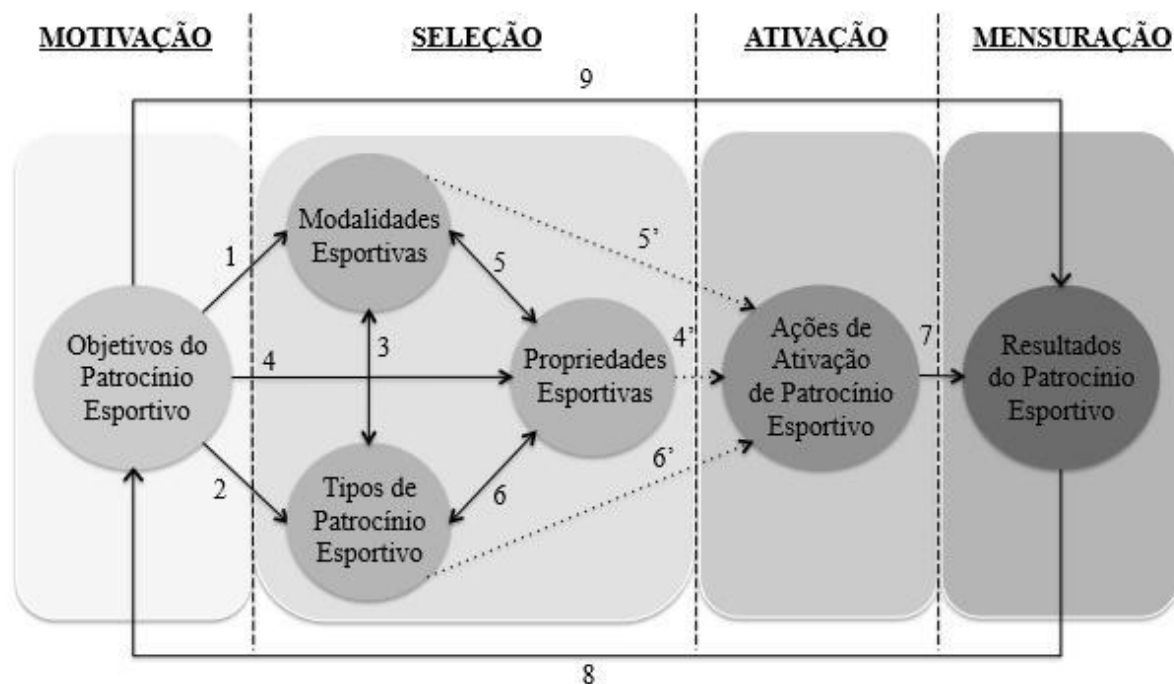 MOTIVAÇÃO
SELEÇÃO
ATIVAÇÃO
MENSURAÇÃO
9
Modalidades
Esportivas
1
5
5’
Objetivos do
Patrocínio
Esportivo
4
3
Propriedades
Esportivas
4’
Ações de
Ativação
de Patrocínio
Esportivo
7
Resultados
do Patrocínio
Esportivo
2
Tipos de
Patrocínio
Esportivo
6
6’
8